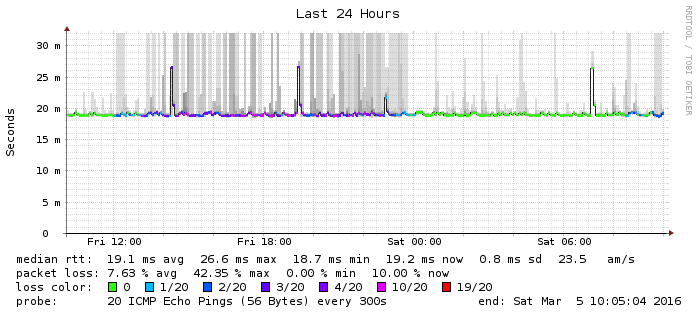 Last 24 Hours
RRDTOOL / TOBI OETIKER
Seconds
30 m
25 m
20 m
15 m
10 m
5 m
0
Fri 12:00 Fri 18:00 Sat 00:00 Sat 06:00
median rtt: 19.1 ms avg 26.6 ms max 18.7 ms min 19.2 ms now 0.8 ms sd 23.5 am/s
packet loss: 7.63 % avg 42.35 % max 0.00 % min 10.00 % now
loss color: 0 1/20 2/20 3/20 4/20 10/20 19/20
probe: 20 ICMP Echo Pings (56 Bytes) every 300s end: Sat Mar 5 10:05:04 2016